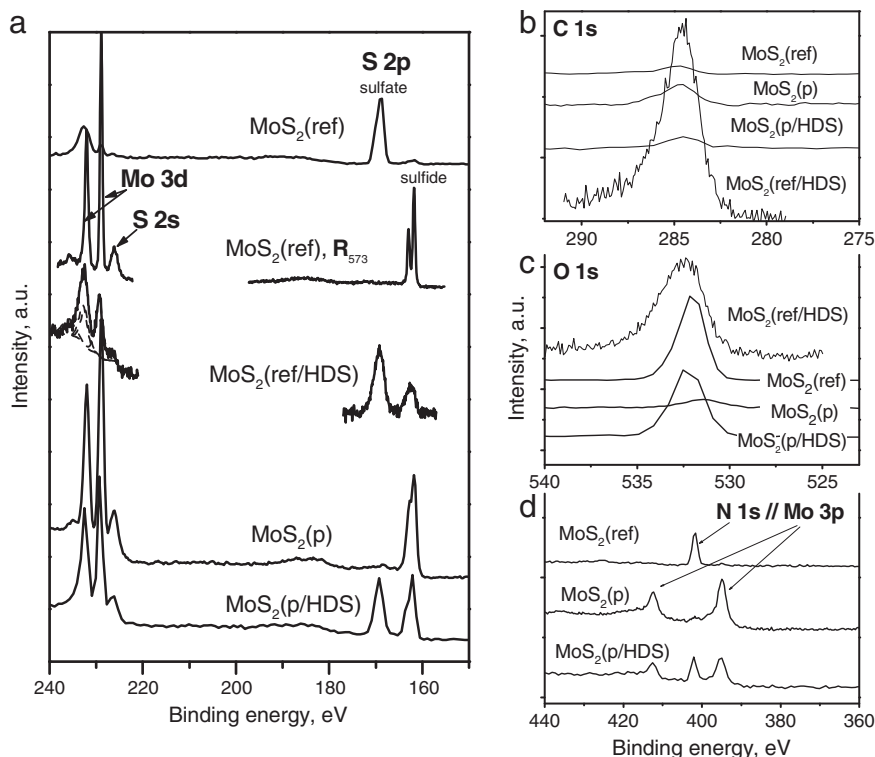 a
S 2p
sulfate
MoS₂(ref)
Mo 3d
sulfide
S 2s
MoS₂(ref), R₅₇₃
MoS₂(ref/HDS)
MoS₂(p)
MoS₂(p/HDS)
Intensity, a.u.
240 220 200 180 160
Binding energy, eV
b
C 1s
MoS₂(ref)
MoS₂(p)
MoS₂(p/HDS)
MoS₂(ref/HDS)
290 285 280 275
c
O 1s
MoS₂(ref/HDS)
MoS₂(ref)
MoS₂(p)
MoS₂(p/HDS)
Intensity, a.u.
540 535 530 525
d
N 1s // Mo 3p
MoS₂(ref)
MoS₂(p)
MoS₂(p/HDS)
440 420 400 380 360
Binding energy, eV